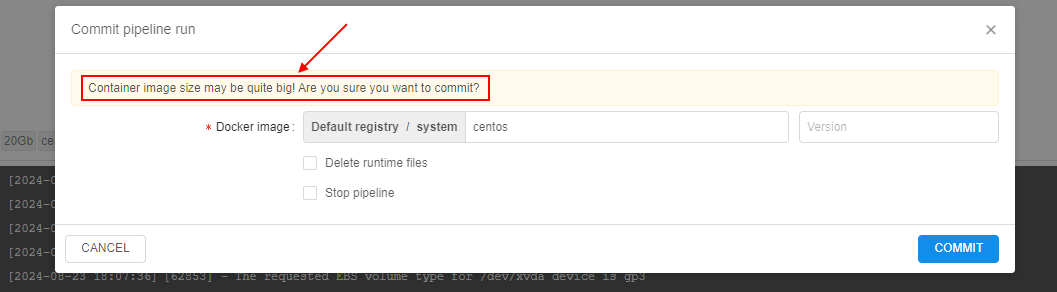 Commit pipeline run
Container image size may be quite big! Are you sure you want to commit?
* Docker image : Default registry / system centos Version
Delete runtime files
Stop pipeline
20Gb ce
[2024-0
[2024-0
[2024-0
[2024-0
CANCEL COMMIT
[2024-08-23 18:07:36] [62853] – The requested EBS volume type for /dev/xvda device is gp3